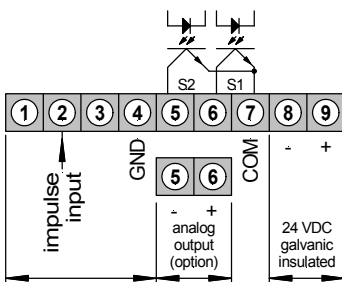 S2 S1
1 2 3 4 5 6 7 8 9
- +
GND
5 6
COM
- +
impulse
input
analog
output
(option)
24 VDC
galvanic
insulated